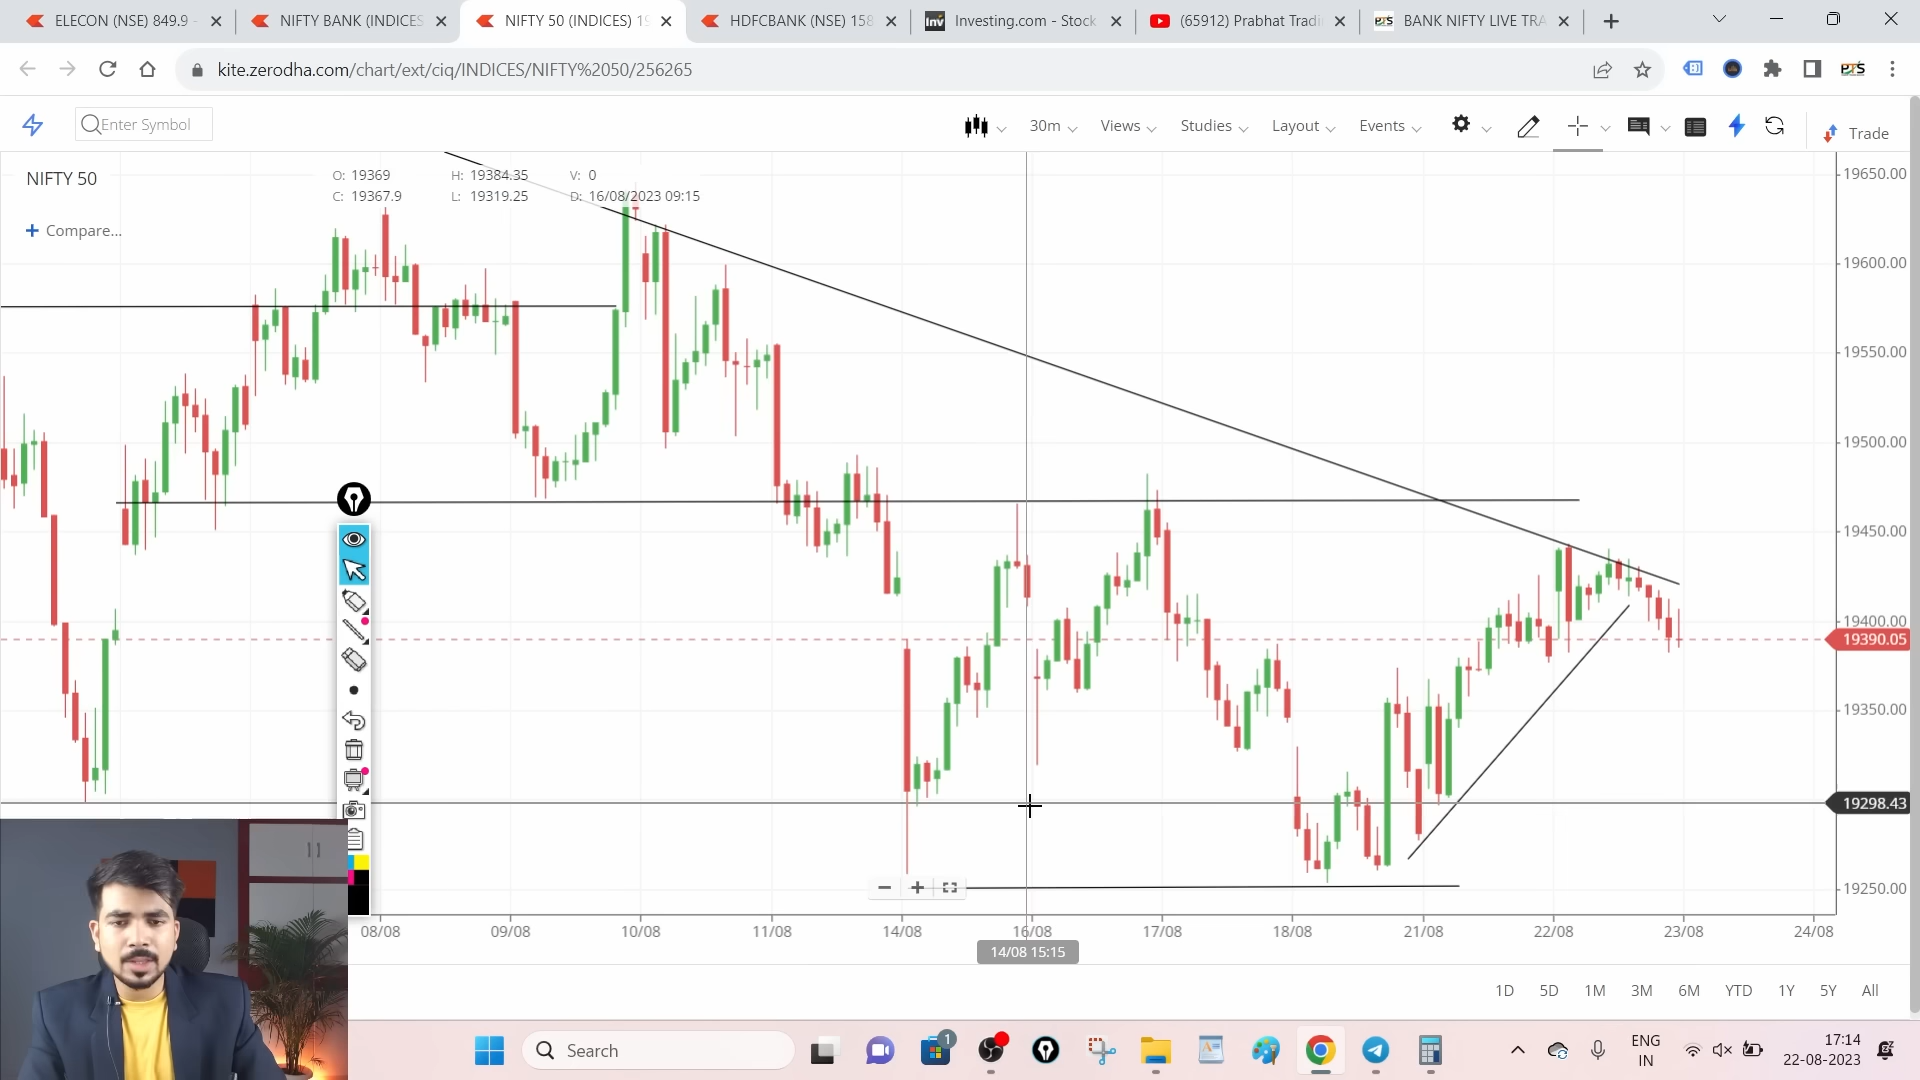 ELECON (NSE) 849.9 -
NIFTY BANK (INDICES
NIFTY 50 (INDICES) 19
HDFCBANK (NSE) 158
Investing.com - Stock
(65912) Prabhat Tradi
BANK NIFTY LIVE TRA
kite.zerodha.com/chart/ext/ciq/INDICES/NIFTY%2050/256265
Enter Symbol
30m
Views
Studies
Layout
Events
Trade
NIFTY 50
O: 19369 H: 19384.35 V: 0
C: 19367.9 L: 19319.25 D: 16/08/2023 09:15
+ Compare...
19650.00
19600.00
19550.00
19500.00
19450.00
19400.00
19390.05
19350.00
19298.43
19250.00
08/08 09/08 10/08 11/08 14/08 16/08 17/08 18/08 21/08 22/08 23/08 24/08
14/08 15:15
1D 5D 1M 3M 6M YTD 1Y 5Y All
Search
1
ENG
IN
17:14
22-08-2023